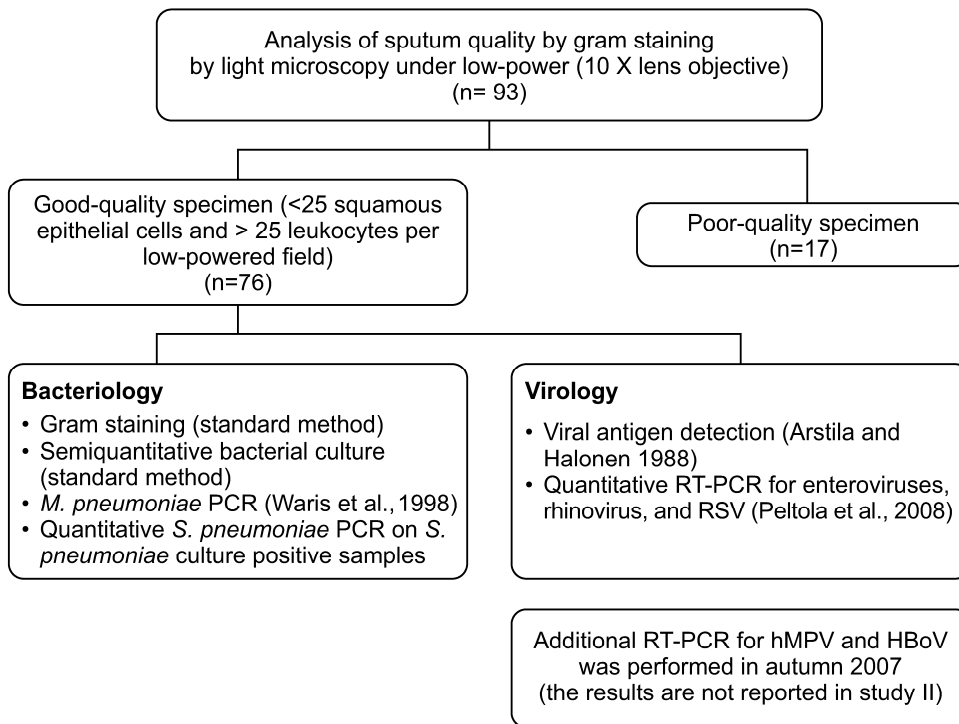 Analysis of sputum quality by gram staining
by light microscopy under low-power (10 X lens objective)
(n= 93)
Good-quality specimen (<25 squamous
epithelial cells and > 25 leukocytes per
low-powered field)
(n=76)
Poor-quality specimen
(n=17)
Bacteriology
• Gram staining (standard method)
• Semiquantitative bacterial culture
(standard method)
• M. pneumoniae PCR (Waris et al., 1998)
• Quantitative S. pneumoniae PCR on S.
pneumoniae culture positive samples
Virology
• Viral antigen detection (Arstila and
Halonen 1988)
• Quantitative RT-PCR for enteroviruses,
rhinovirus, and RSV (Peltola et al., 2008)
Additional RT-PCR for hMPV and HBoV
was performed in autumn 2007
(the results are not reported in study II)